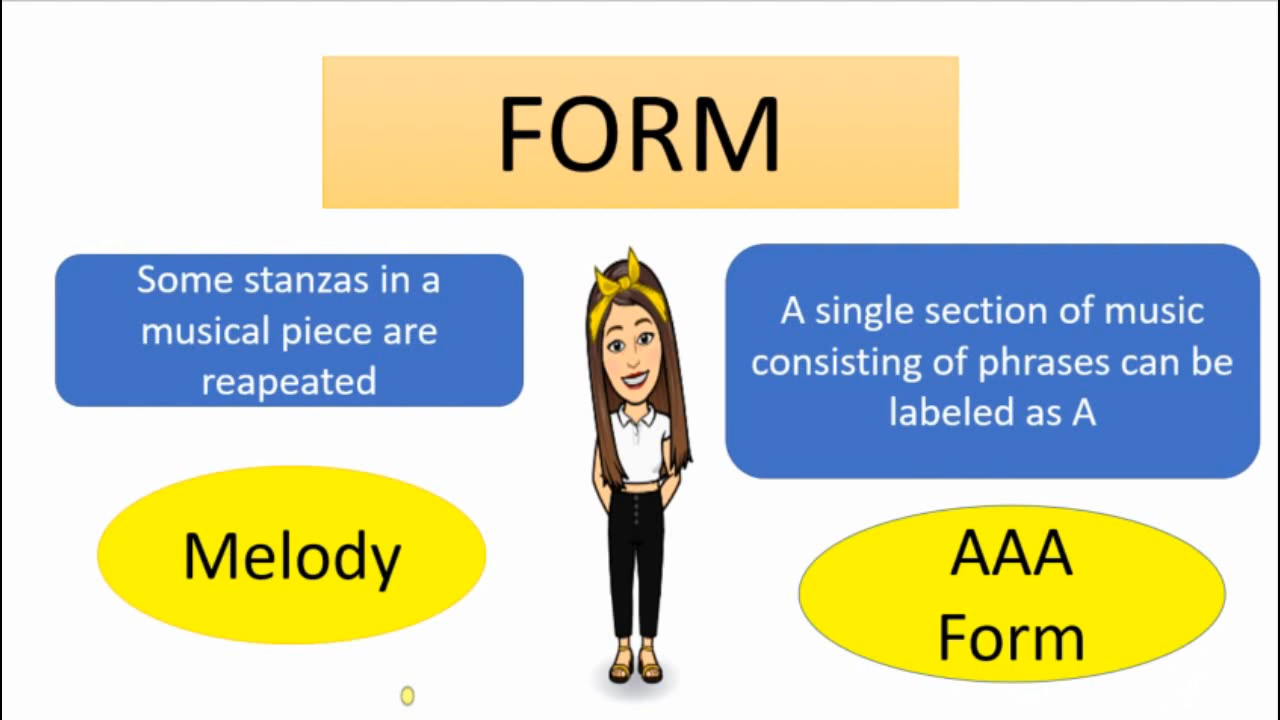 FORM
Some stanzas in a
musical piece are
reapeated
A single section of music
consisting of phrases can be
labeled as A
Melody
AAA
Form